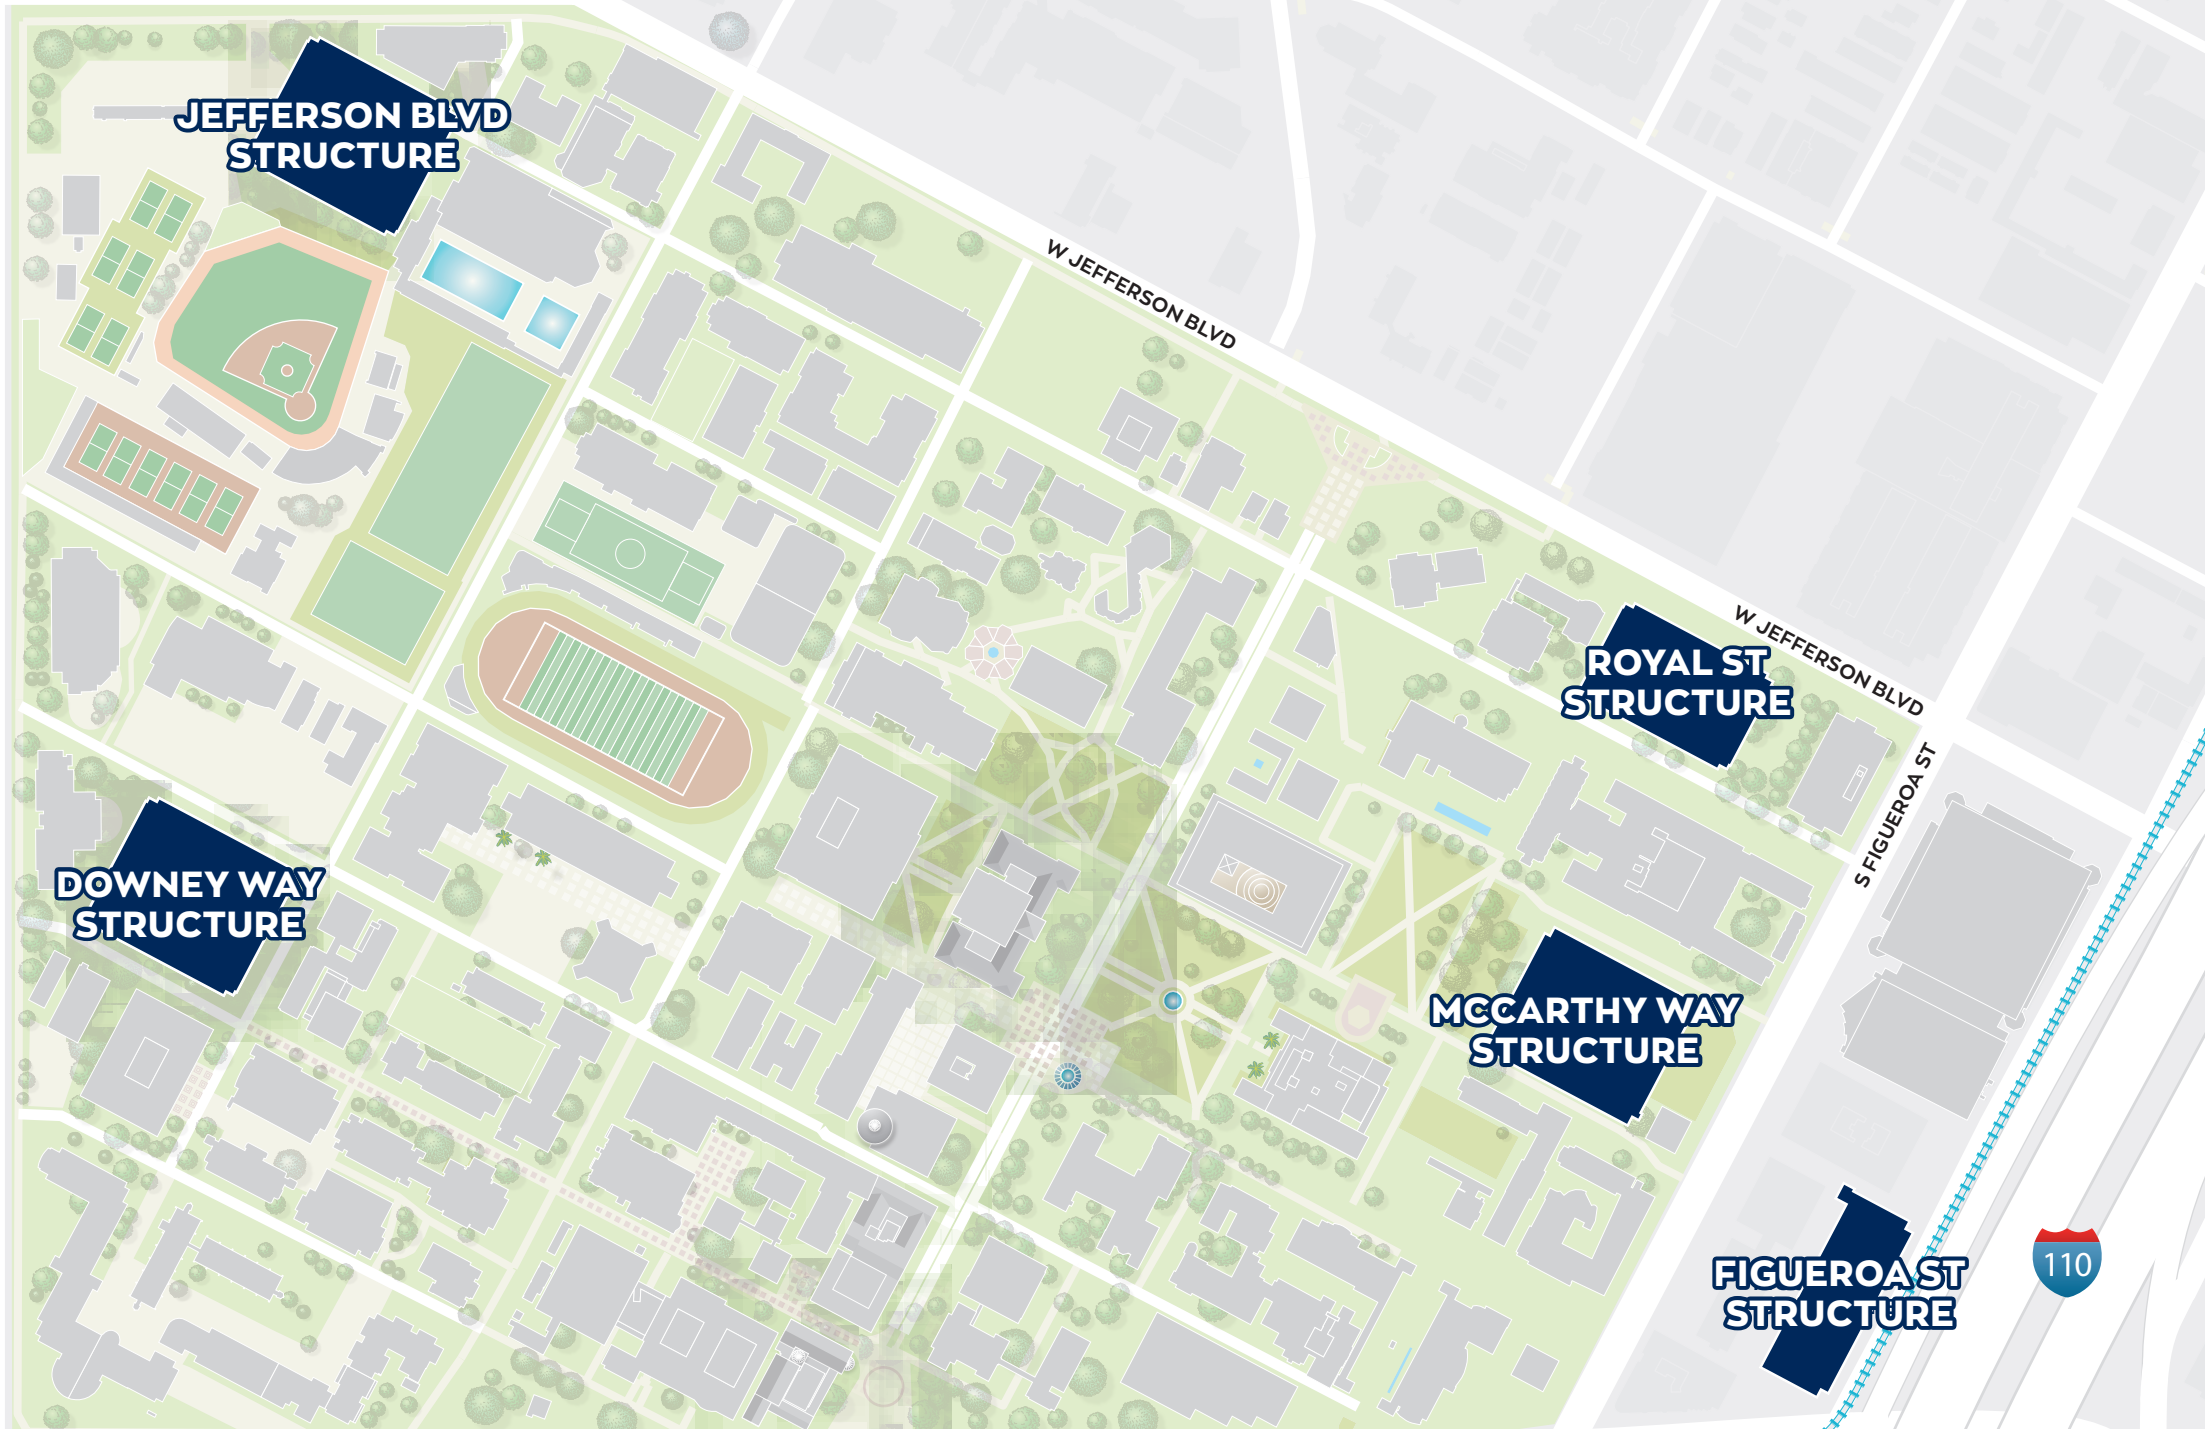 JEFFERSON BLVD
STRUCTURE
W JEFFERSON BLVD
W JEFFERSON BLVD
ROYAL ST
STRUCTURE
S FIGUEROA ST
DOWNEY WAY
STRUCTURE
MCCARTHY WAY
STRUCTURE
FIGUEROA ST
STRUCTURE
110